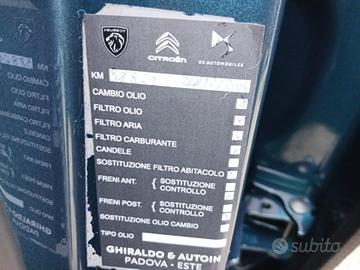 PEUGEOT
CITROËN
DS AUTOMOBILES
KM
CAMBIO OLIO
FILTRO OLIO
FILTRO ARIA
FILTRO CARBURANTE
CANDELE
SOSTITUZIONE FILTRO ABITACOLO
FRENI ANT. { SOSTITUZIONE
CONTROLLO
FRENI POST. { SOSTITUZIONE
CONTROLLO
SOSTITUZIONE OLIO CAMBIO
TIPO OLIO
GHIRALDO & AUTOIN
PADOVA - ESTE
subito